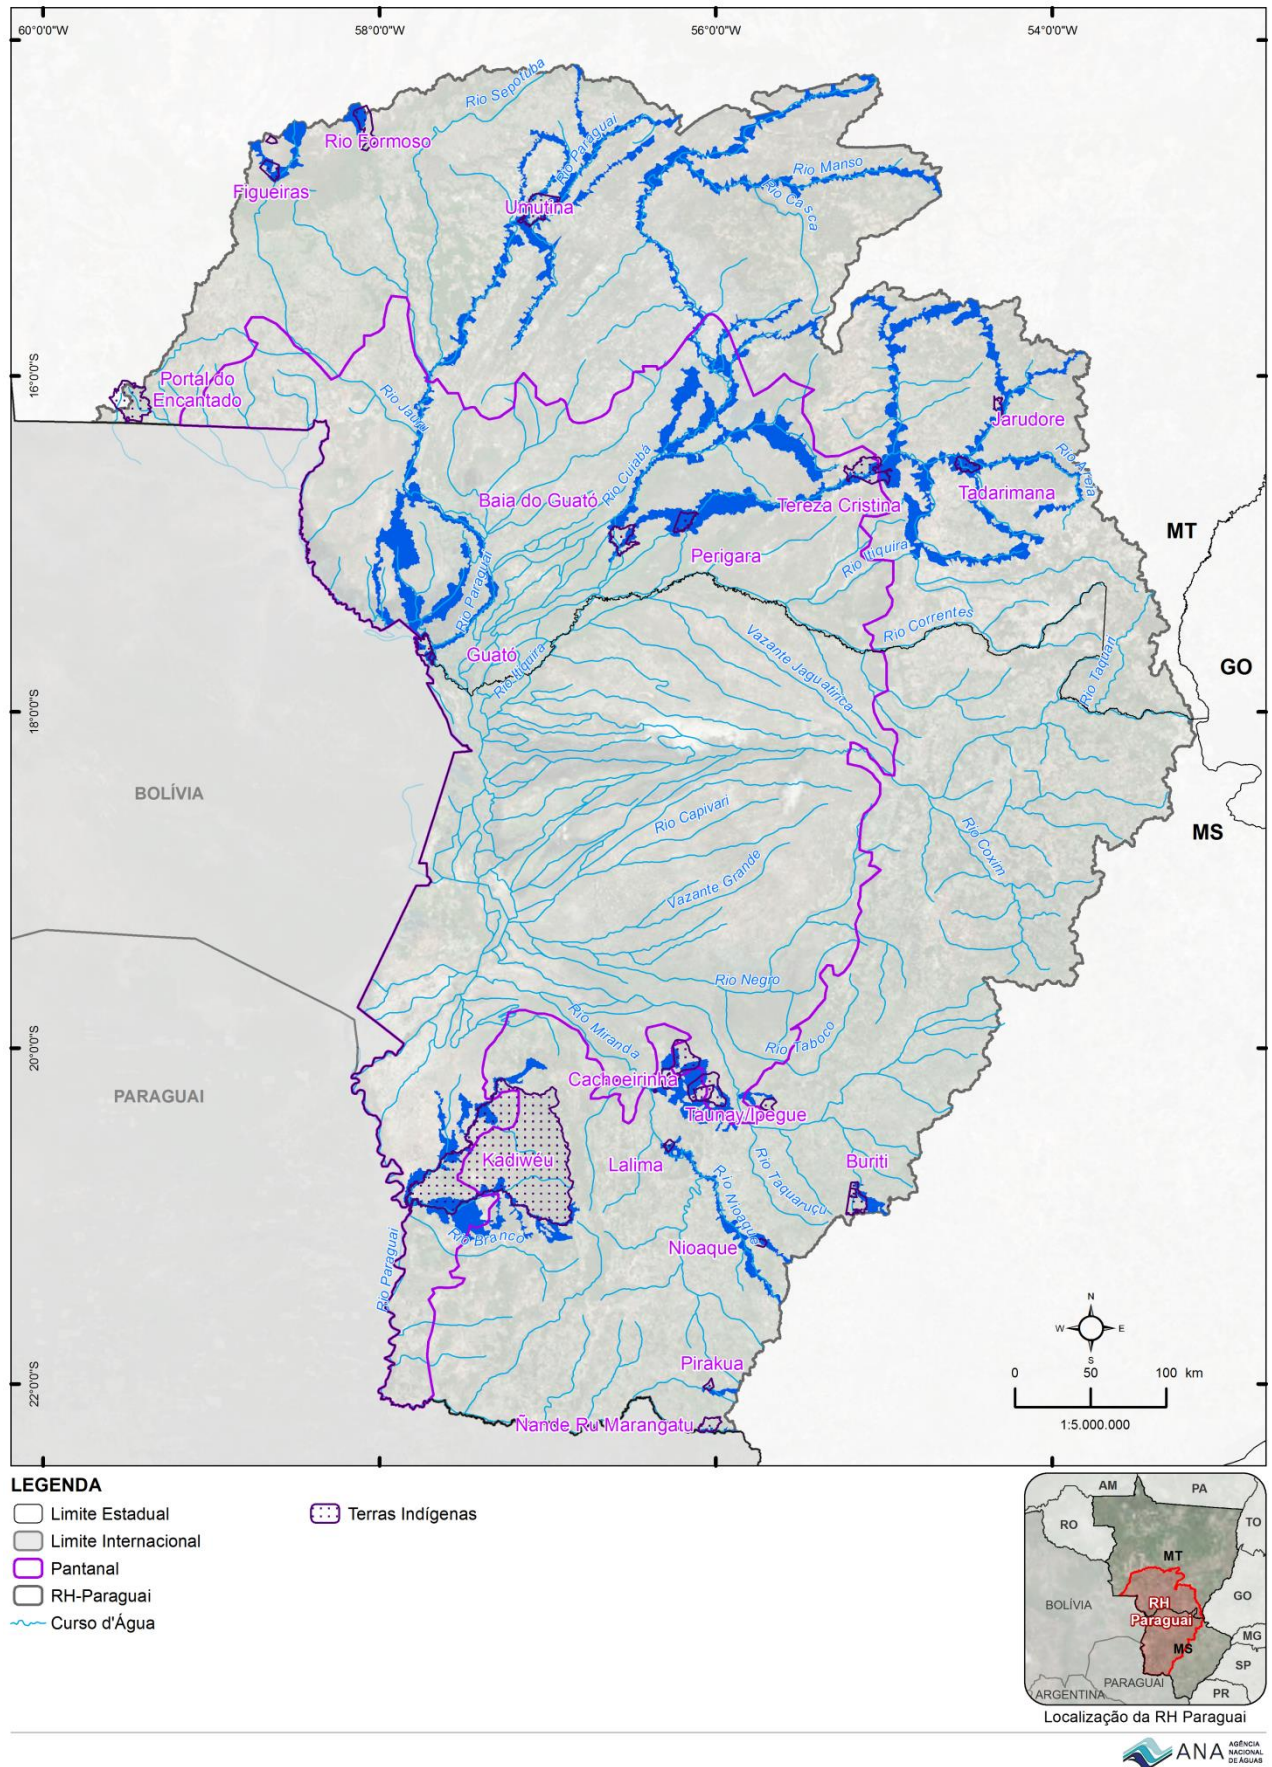 60°0'0"W
58°0'0"W
56°0'0"W
54°0'0"W
Rio Sepotuba
Rio Formoso
Rio Paraguai
Figueiras
Umutina
Rio Manso
Rio Casca
16°0'0"S
Portal do
Encantado
Rio Jauru
Jarudore
Rio Cuiabá
Rio Areia
Baia do Guató
Tereza Cristina
Tadarimana
MT
Perigara
Rio Itiquira
Rio Paraguai
Rio Correntes
Guató
Rio Itiquira
Vazante Jaguatirica
Rio Taquari
GO
18°0'0"S
BOLÍVIA
Rio Capivari
Rio Coxim
MS
Vazante Grande
Rio Negro
Rio Miranda
Rio Taboco
20°0'0"S
Cachoeirinha
PARAGUAI
Taunay/Ipegue
Kadiwéu
Lalima
Buriti
Rio Taquaruçu
Rio Nioaque
Rio Branco
Nioaque
Rio Paraguai
N
W
E
S
Pirakua
0 50 100 km
22°0'0"S
Ñande Ru Marangatu
1:5.000.000
LEGENDA
Limite Estadual
Terras Indígenas
Limite Internacional
Pantanal
RH-Paraguai
Curso d'Água
AM
PA
RO
TO
MT
BOLÍVIA
RH
Paraguai
GO
MG
MS
SP
PARAGUAI
PR
ARGENTINA
Localização da RH Paraguai
ANA AGÊNCIA
NACIONAL
DE ÁGUAS